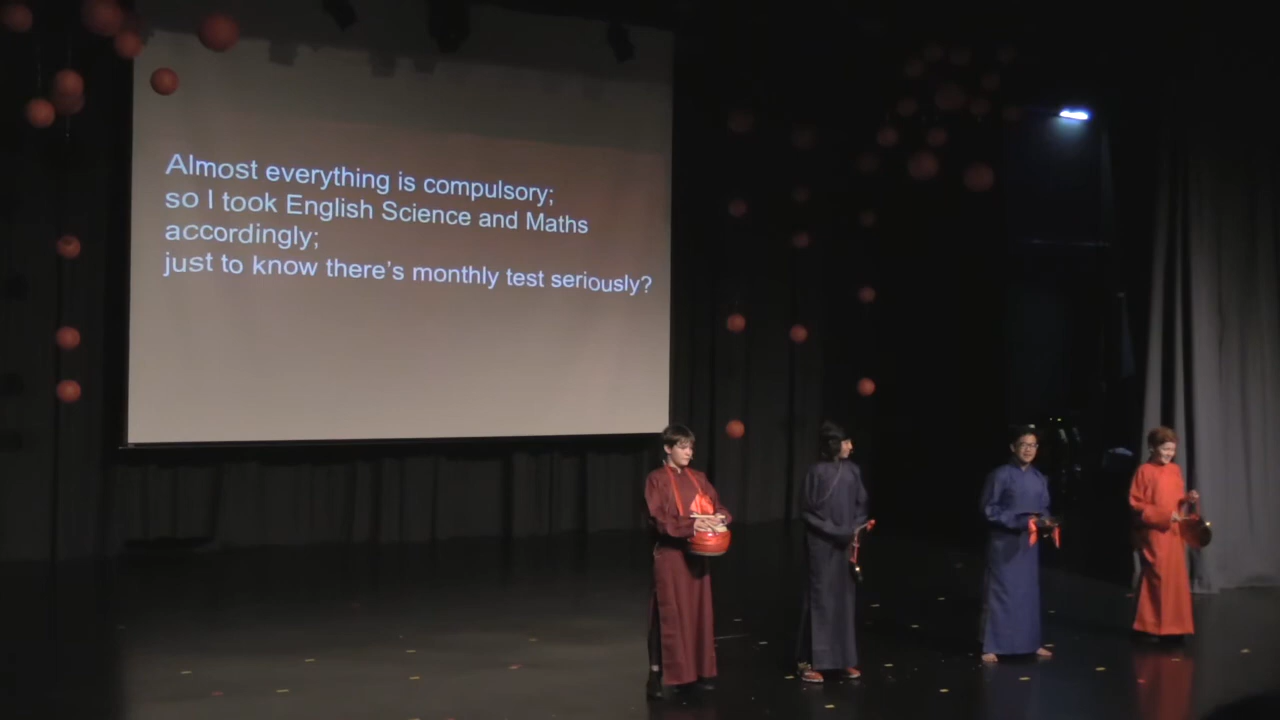 Almost everything is compulsory;
so I took English Science and Maths
accordingly;
just to know there's monthly test seriously?